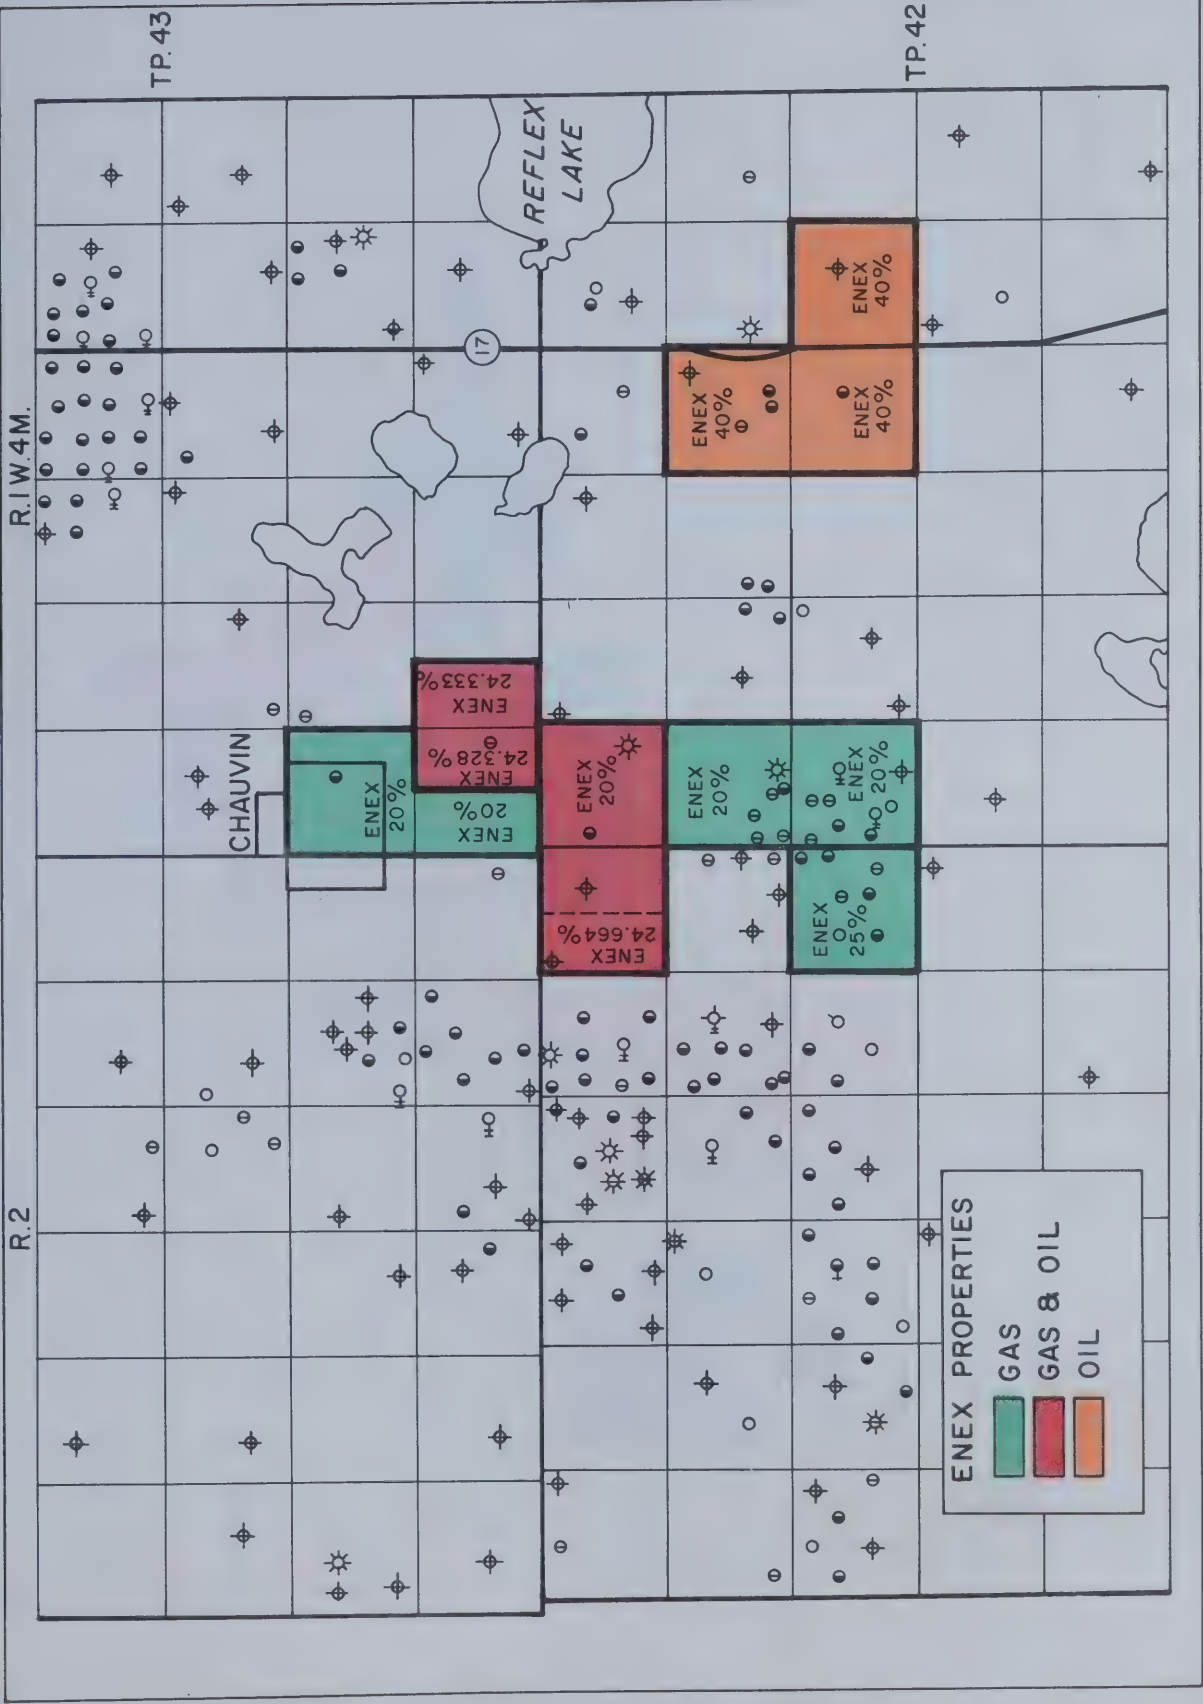 R.2
R.1 W.4M.
TP. 43
TP. 42
CHAUVIN
REFLEX
LAKE
17
ENEX
20%
ENEX
20%
ENEX
24.328%
ENEX
24.333%
ENEX
24.664%
ENEX
20%
ENEX
20%
ENEX
20%
ENEX
25%
ENEX
40%
ENEX
40%
ENEX
40%
ENEX PROPERTIES
GAS
GAS & OIL
OIL